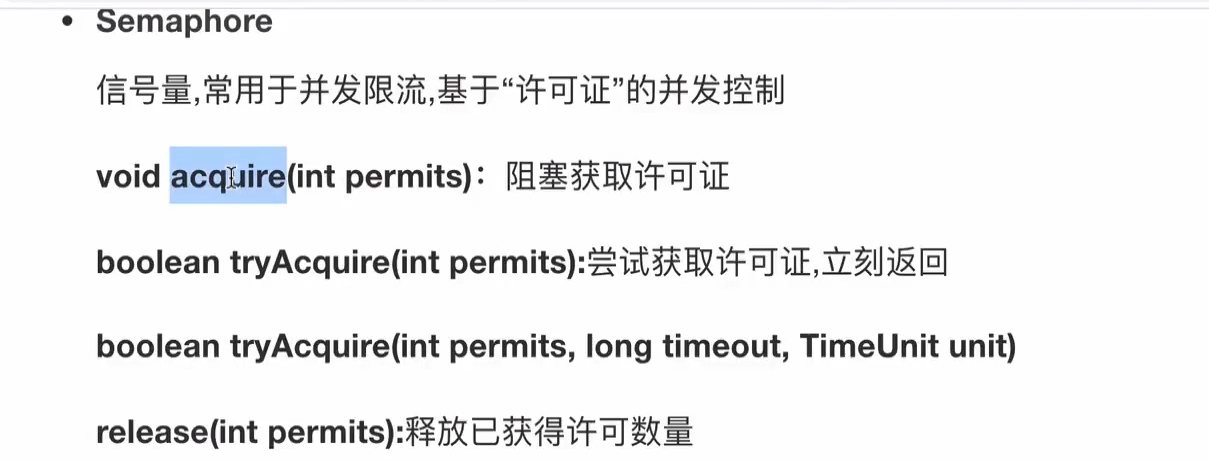 • Semaphore
信号量,常用于并发限流,基于“许可证”的并发控制
void acquire(int permits)：阻塞获取许可证
boolean tryAcquire(int permits):尝试获取许可证,立刻返回
boolean tryAcquire(int permits, long timeout, TimeUnit unit)
release(int permits):释放已获得许可数量